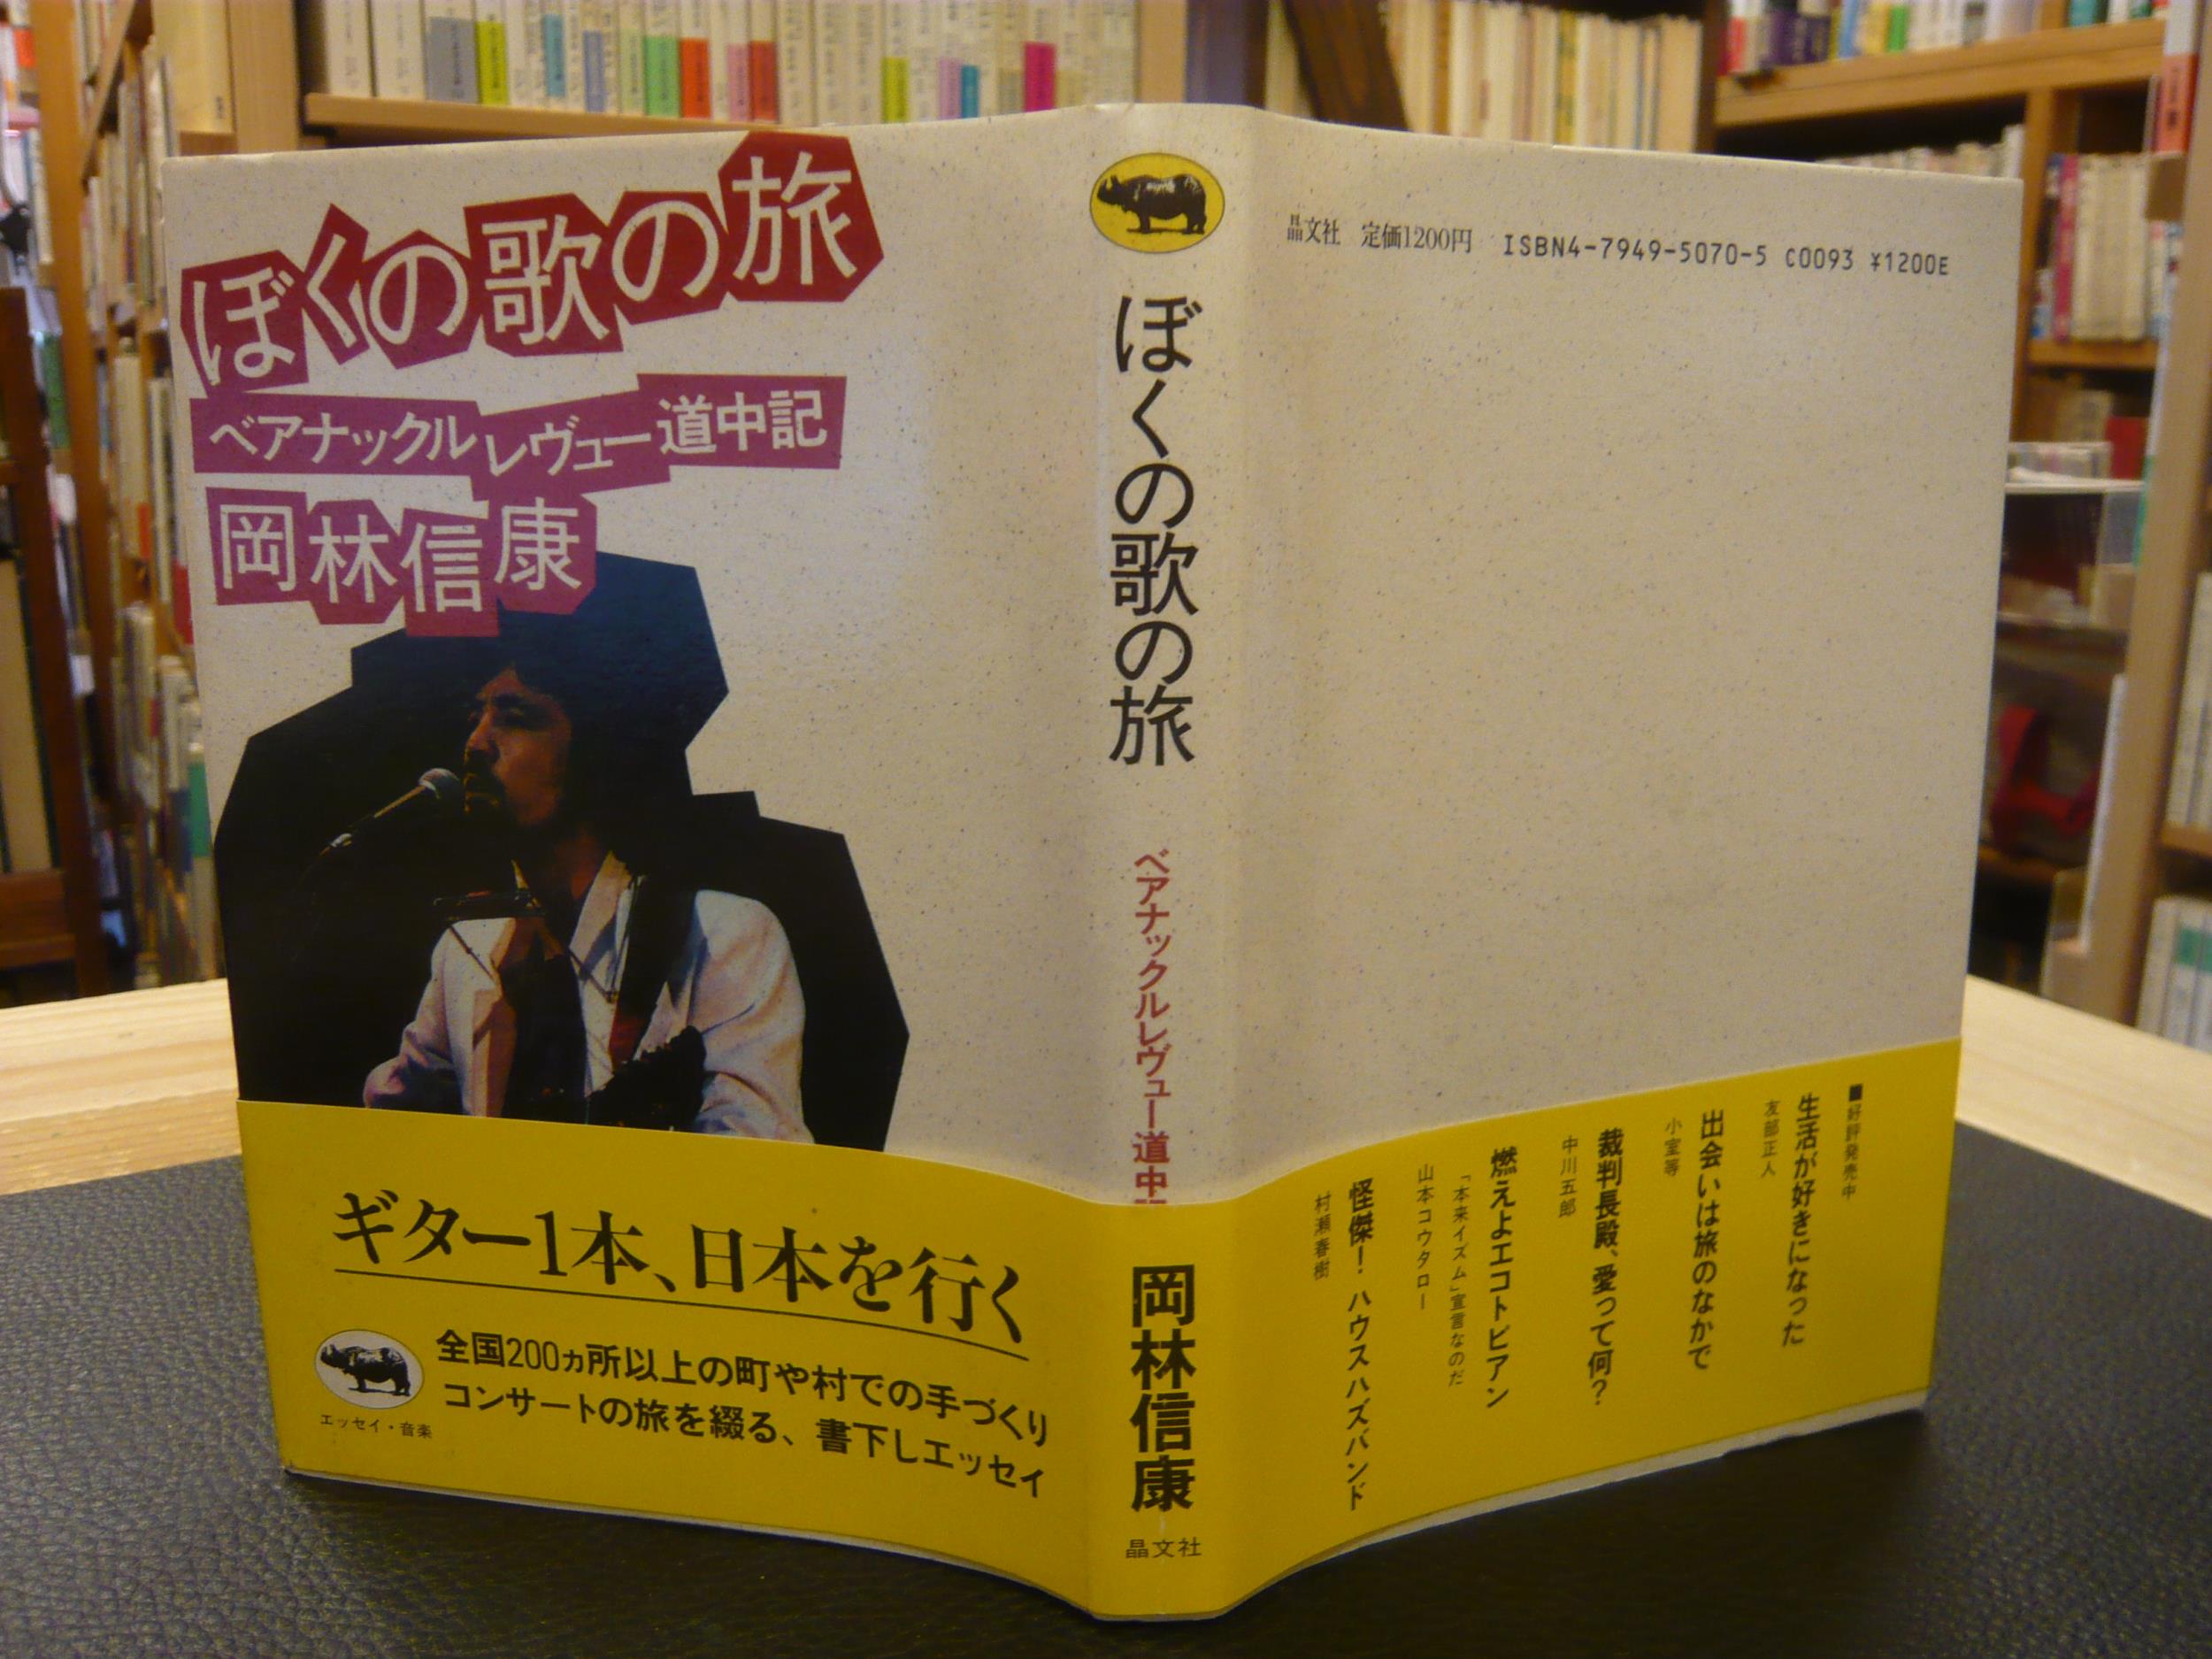 ぼくの歌の旅
ベアナックルレヴュー道中記
岡林信康
ギター1本、日本を行く
全国200ヵ所以上の町や村での手づくり
コンサートの旅を綴る、書下しエッセイ
エッセイ・音楽
ぼくの歌の旅
ベアナックルレヴュー道中
岡林信康
晶文社
晶文社 定価1200円 ISBN4-7949-5070-5 C0093 ¥1200E
■好評発売中
生活が好きになった
友部正人
出会いは旅のなかで
小室等
裁判長殿、愛って何?
中川五郎
燃えよエコトピアン
「本来イズム」宣言なのだ
山本コウタロー
怪傑!ハウスハズバンド
村瀬春樹